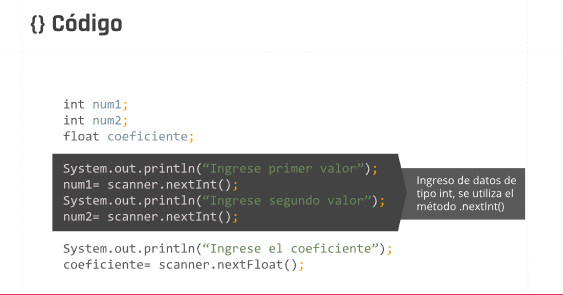 {} Código
int num1;
int num2;
float coeficiente;
System.out.println(“Ingrese primer valor”);
num1= scanner.nextInt();
System.out.println(“Ingrese segundo valor”);
num2= scanner.nextInt();
Ingreso de datos de
tipo int, se utiliza el
método .nextInt()
System.out.println(“Ingrese el coeficiente”);
coeficiente= scanner.nextFloat();